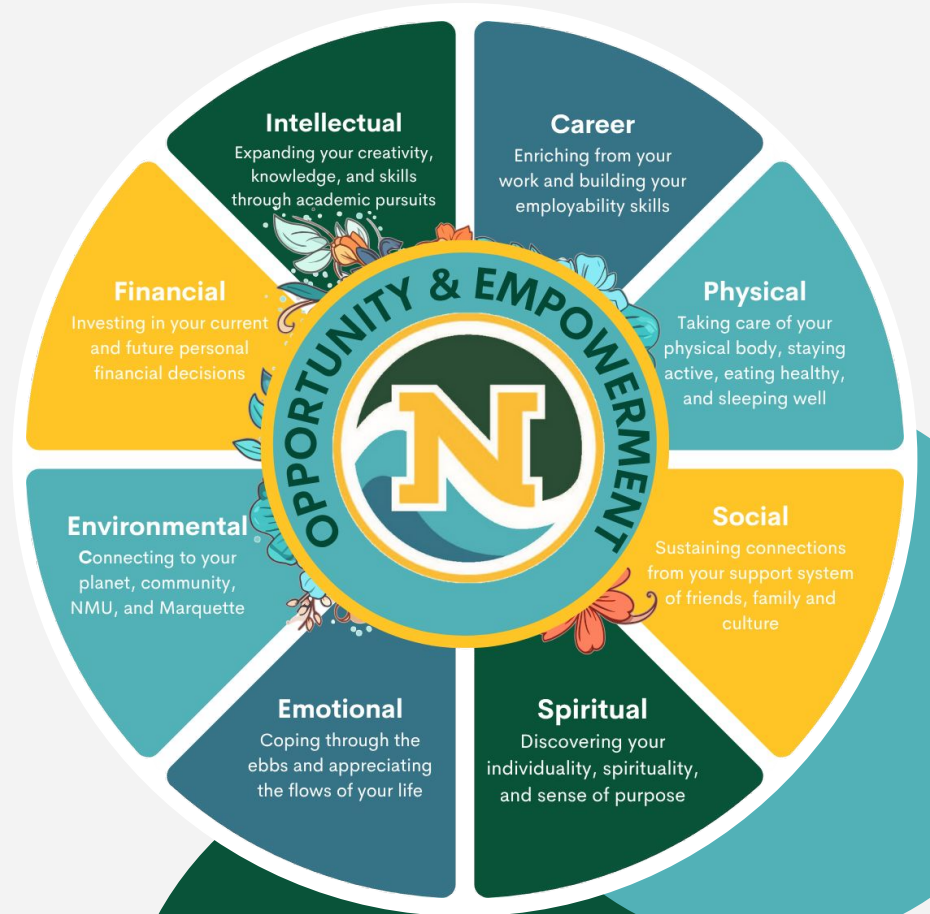 Intellectual
Expanding your creativity,
knowledge, and skills
through academic pursuits
Career
Enriching from your
work and building your
employability skills
Physical
Taking care of your
physical body, staying
active, eating healthy,
and sleeping well
Social
Sustaining connections
from your support system
of friends, family and
culture
Spiritual
Discovering your
individuality, spirituality,
and sense of purpose
Emotional
Coping through the
ebbs and appreciating
the flows of your life
Environmental
Connecting to your
planet, community,
NMU, and Marquette
Financial
Investing in your current
and future personal
financial decisions
OPPORTUNITY & EMPOWERMENT
N